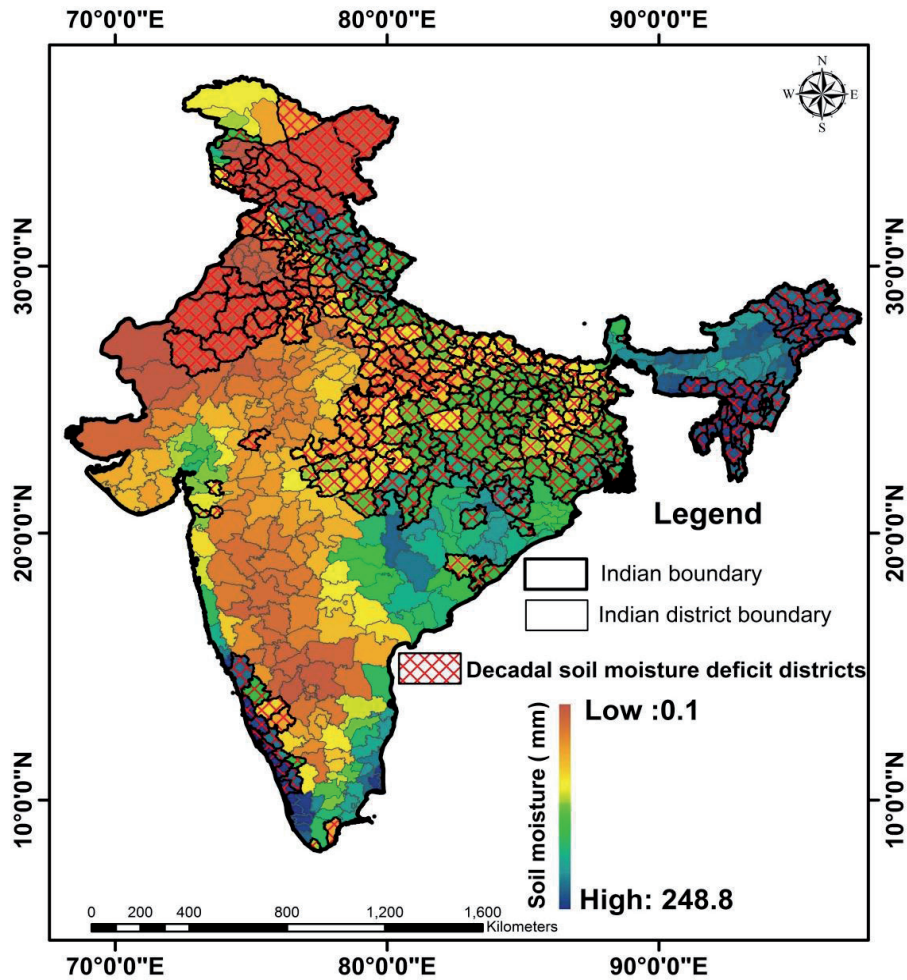 70°0'0"E 80°0'0"E 90°0'0"E
N
W E
S
30°0'0"N 30°0'0"N
20°0'0"N 20°0'0"N
10°0'0"N 10°0'0"N
Legend
Indian boundary
Indian district boundary
Decadal soil moisture deficit districts
Soil moisture ( mm)
Low :0.1
High: 248.8
0 200 400 800 1,200 1,600
Kilometers
70°0'0"E 80°0'0"E 90°0'0"E